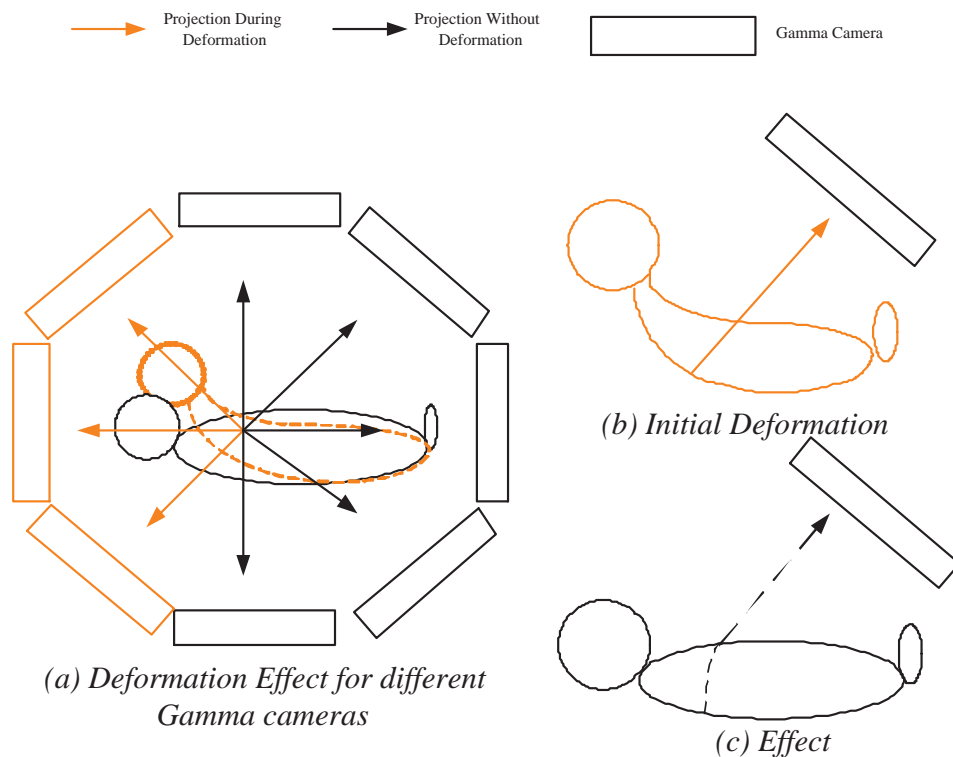 Projection During
Deformation
Projection Without
Deformation
Gamma Camera
(b) Initial Deformation
(a) Deformation Effect for different
Gamma cameras
(c) Effect